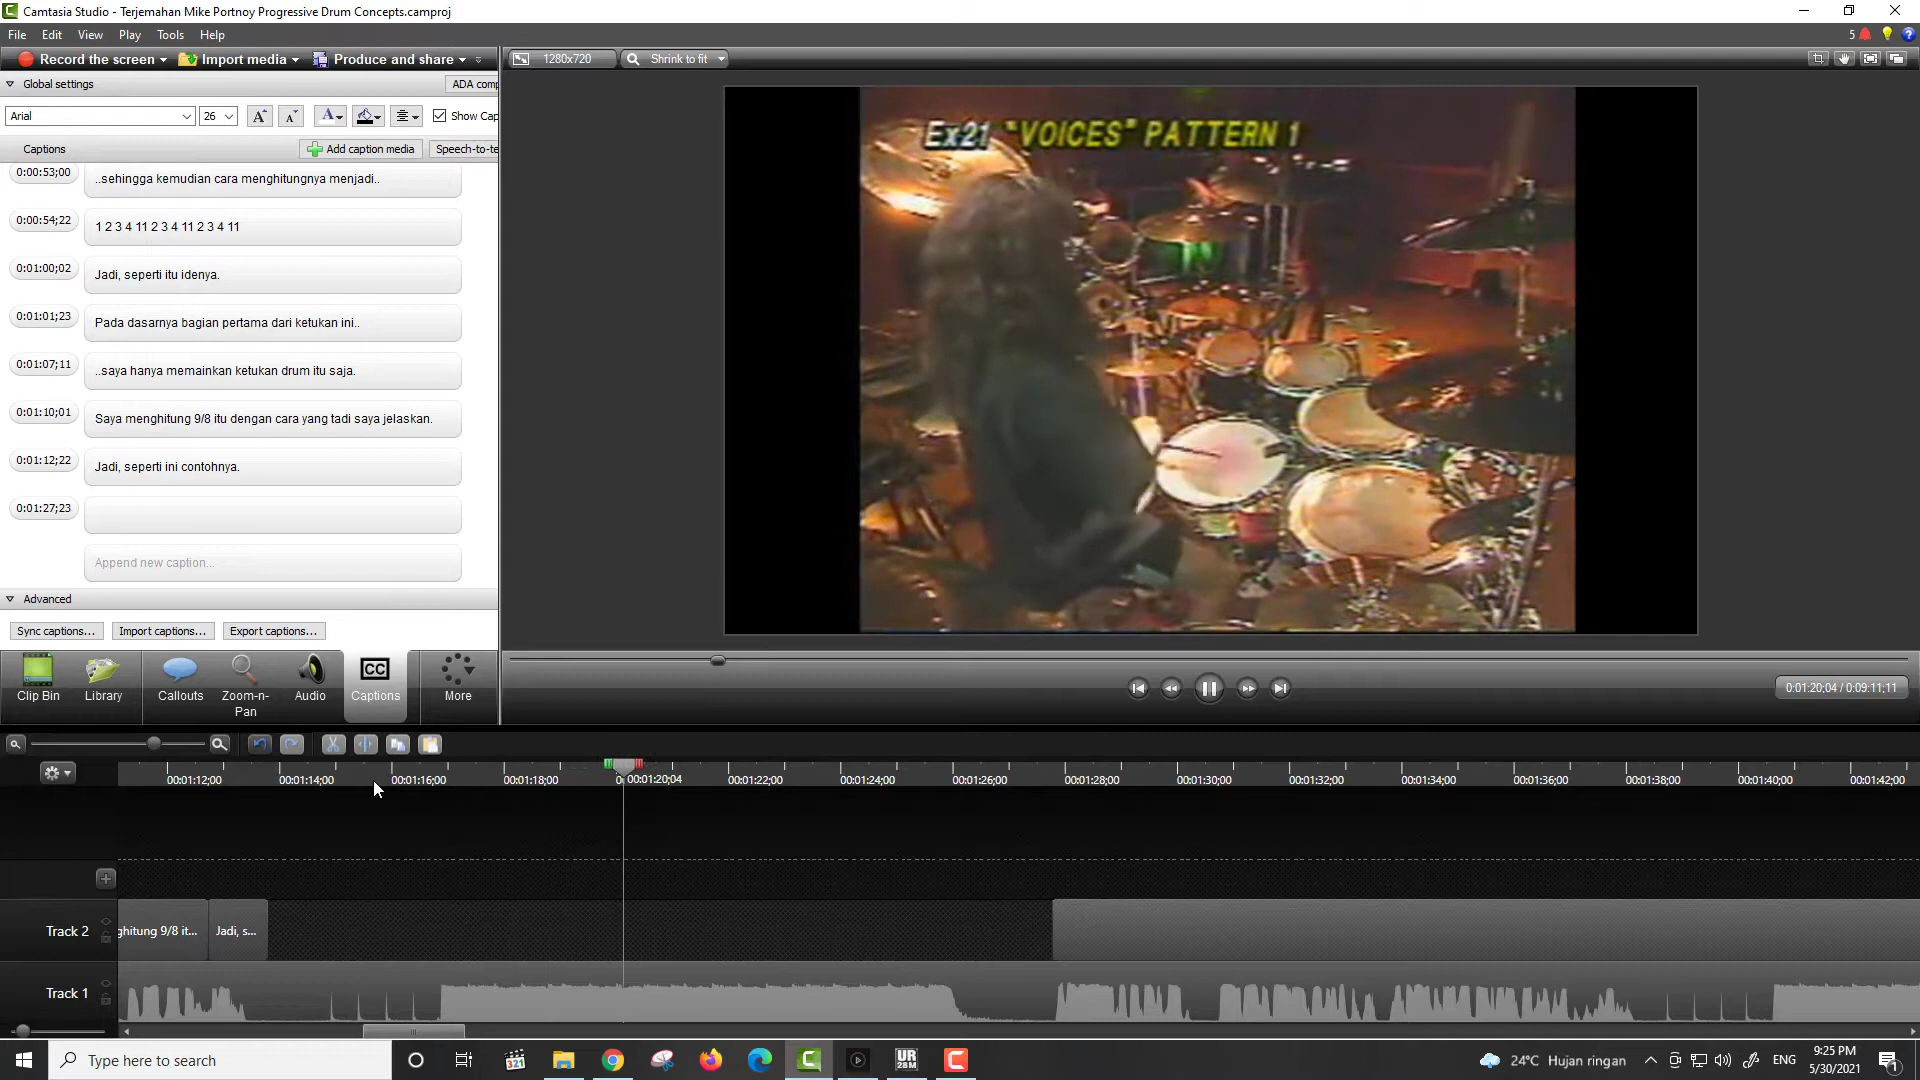 Camtasia Studio - Terjemahan Mike Portnoy Progressive Drum Concepts.camproj
File Edit View Play Tools Help
5
Record the screen Import media Produce and share
1280x720 Shrink to fit
Global settings
ADA comp
Arial 26 Show Cap
Captions Add caption media Speech-to-te
0:00:53;00 ..sehingga kemudian cara menghitungnya menjadi..
0:00:54;22 1 2 3 4 11 2 3 4 11 2 3 4 11
0:01:00;02 Jadi, seperti itu idenya.
0:01:01;23 Pada dasarnya bagian pertama dari ketukan ini..
0:01:07;11 ..saya hanya memainkan ketukan drum itu saja.
0:01:10;01 Saya menghitung 9/8 itu dengan cara yang tadi saya jelaskan.
0:01:12;22 Jadi, seperti ini contohnya.
0:01:27;23
Append new caption...
Advanced
Sync captions... Import captions... Export captions...
Ex21 "VOICES" PATTERN 1
Clip Bin Library Callouts Zoom-n-Pan Audio CC Captions More
0:01:20;04 / 0:09:11;11
00:01:12;00 00:01:14;00 00:01:16;00 00:01:18;00 00:01:20;04 00:01:22;00 00:01:24;00 00:01:26;00 00:01:28;00 00:01:30;00 00:01:32;00 00:01:34;00 00:01:36;00 00:01:38;00 00:01:40;00 00:01:42;00
Track 2 ghitung 9/8 it... Jadi, s...
Track 1
Type here to search
321
UR
28M
24°C Hujan ringan
ENG
9:25 PM
5/30/2021
1